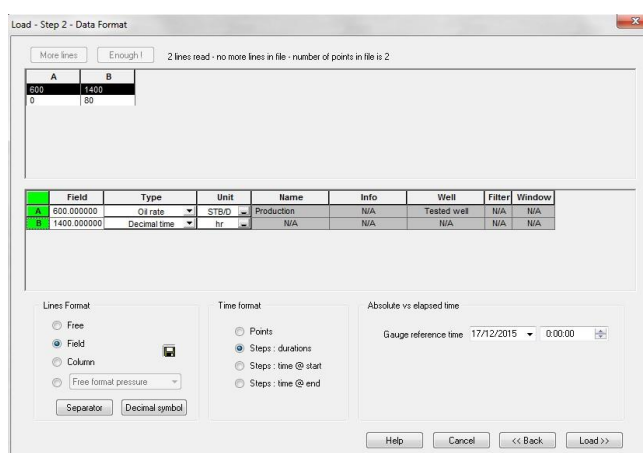 Load - Step 2 - Data Format
More lines Enough ! 2 lines read - no more lines in file - number of points in file is 2
A B
600 1400
0 80
Field Type Unit Name Info Well Filter Window
A 600.000000 Oil rate STB/D Production N/A Tested well N/A N/A
B 1400.000000 Decimal time hr N/A N/A N/A N/A N/A
Lines Format Time format Absolute vs elapsed time
Free Points Gauge reference time 17/12/2015 0:00:00
Field Steps : durations
Column Steps : time @ start
Free format pressure Steps : time @ end
Separator Decimal symbol
Help Cancel << Back Load >>